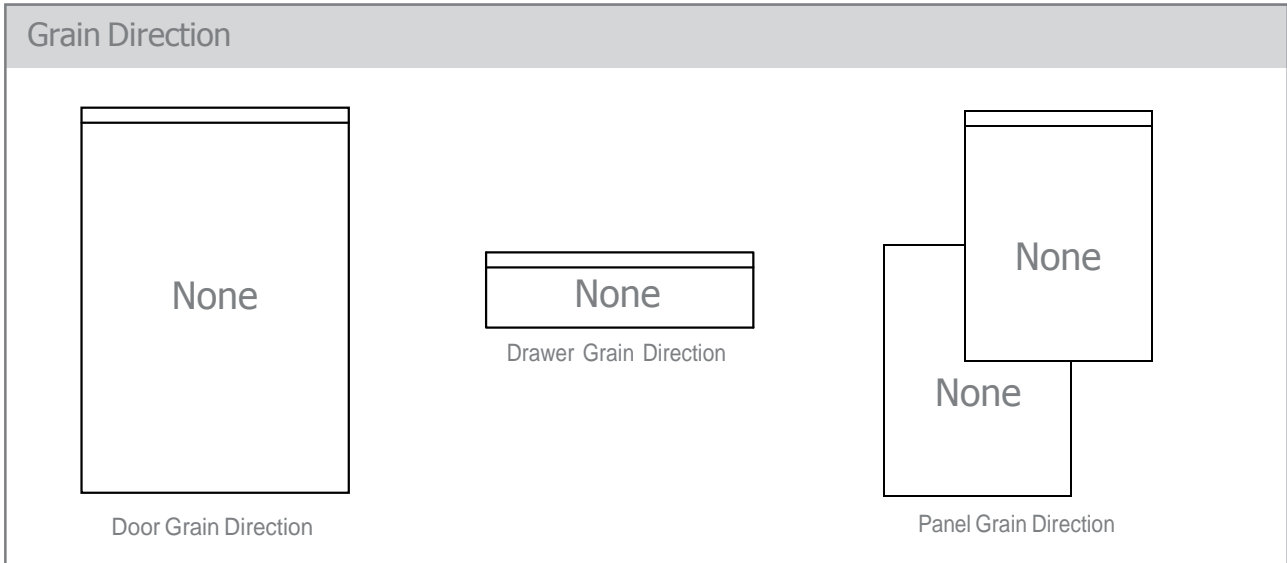 Grain Direction
None
Door Grain Direction
None
Drawer Grain Direction
None
None
Panel Grain Direction